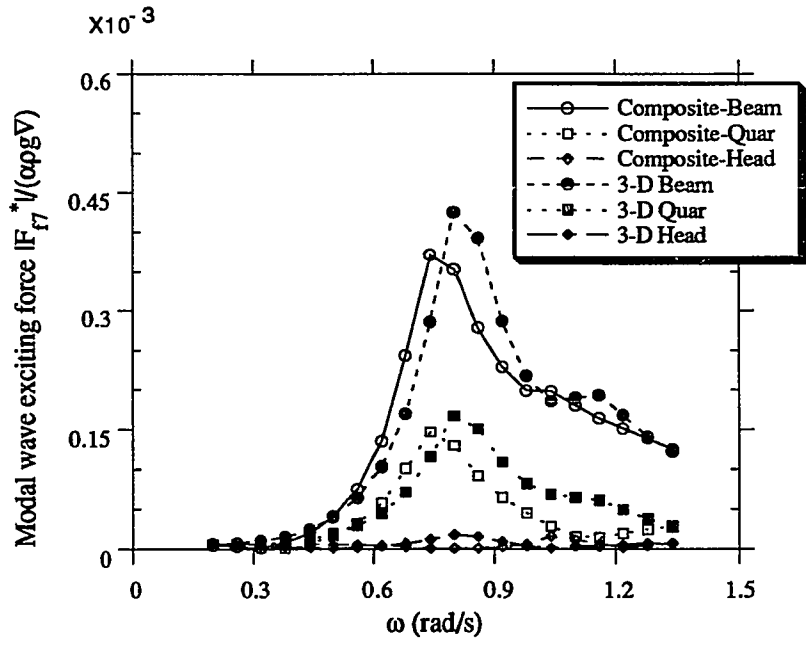 X10⁻³
0.6
0.45
0.3
0.15
0
Modal wave exciting force |F_f7*|/(αρg∇)
Composite-Beam
Composite-Quar
Composite-Head
3-D Beam
3-D Quar
3-D Head
0 0.3 0.6 0.9 1.2 1.5
ω (rad/s)